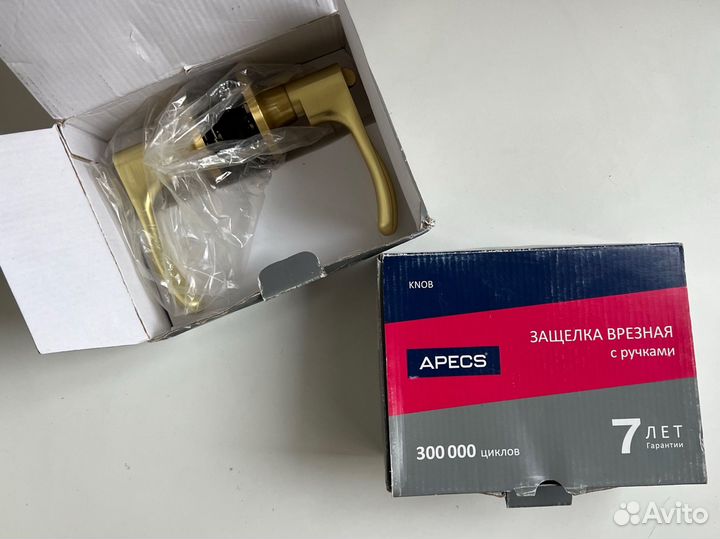 KNOB
ЗАЩЕЛКА ВРЕЗНАЯ
с ручками
APECS®
300 000 циклов
7 ЛЕТ
Гарантии
Avito